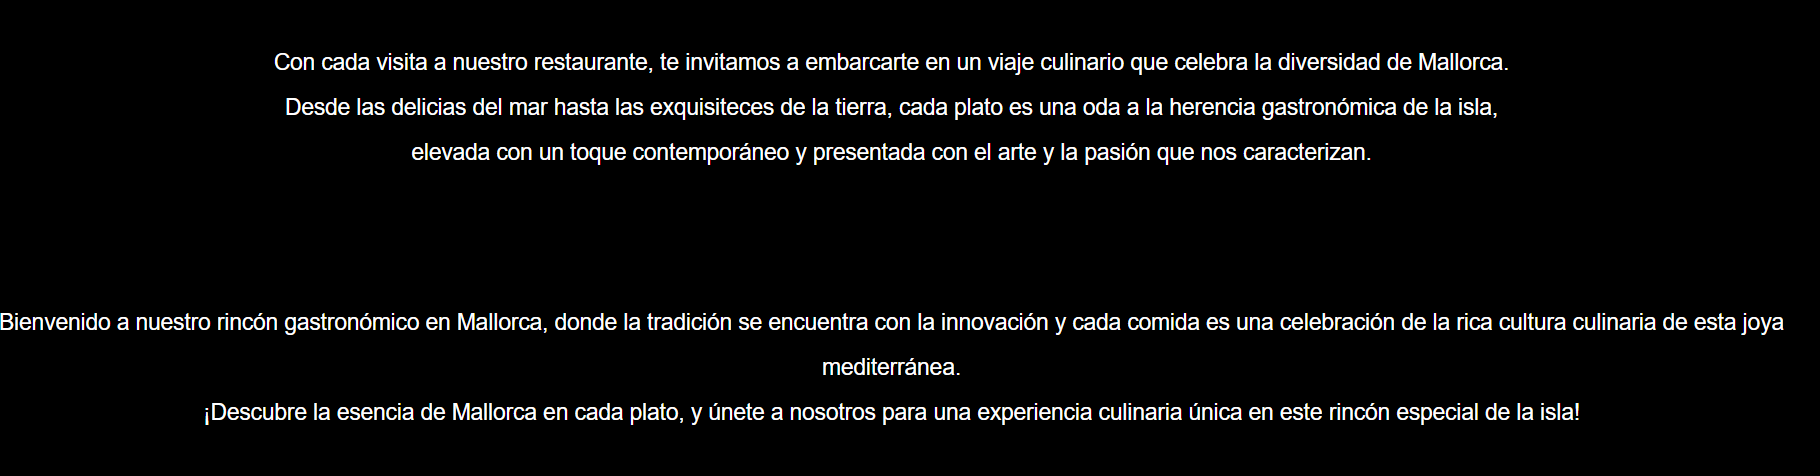 Con cada visita a nuestro restaurante, te invitamos a embarcarte en un viaje culinario que celebra la diversidad de Mallorca.
Desde las delicias del mar hasta las exquisiteces de la tierra, cada plato es una oda a la herencia gastronómica de la isla,
elevada con un toque contemporáneo y presentada con el arte y la pasión que nos caracterizan.
Bienvenido a nuestro rincón gastronómico en Mallorca, donde la tradición se encuentra con la innovación y cada comida es una celebración de la rica cultura culinaria de esta joya
mediterránea.
¡Descubre la esencia de Mallorca en cada plato, y únete a nosotros para una experiencia culinaria única en este rincón especial de la isla!